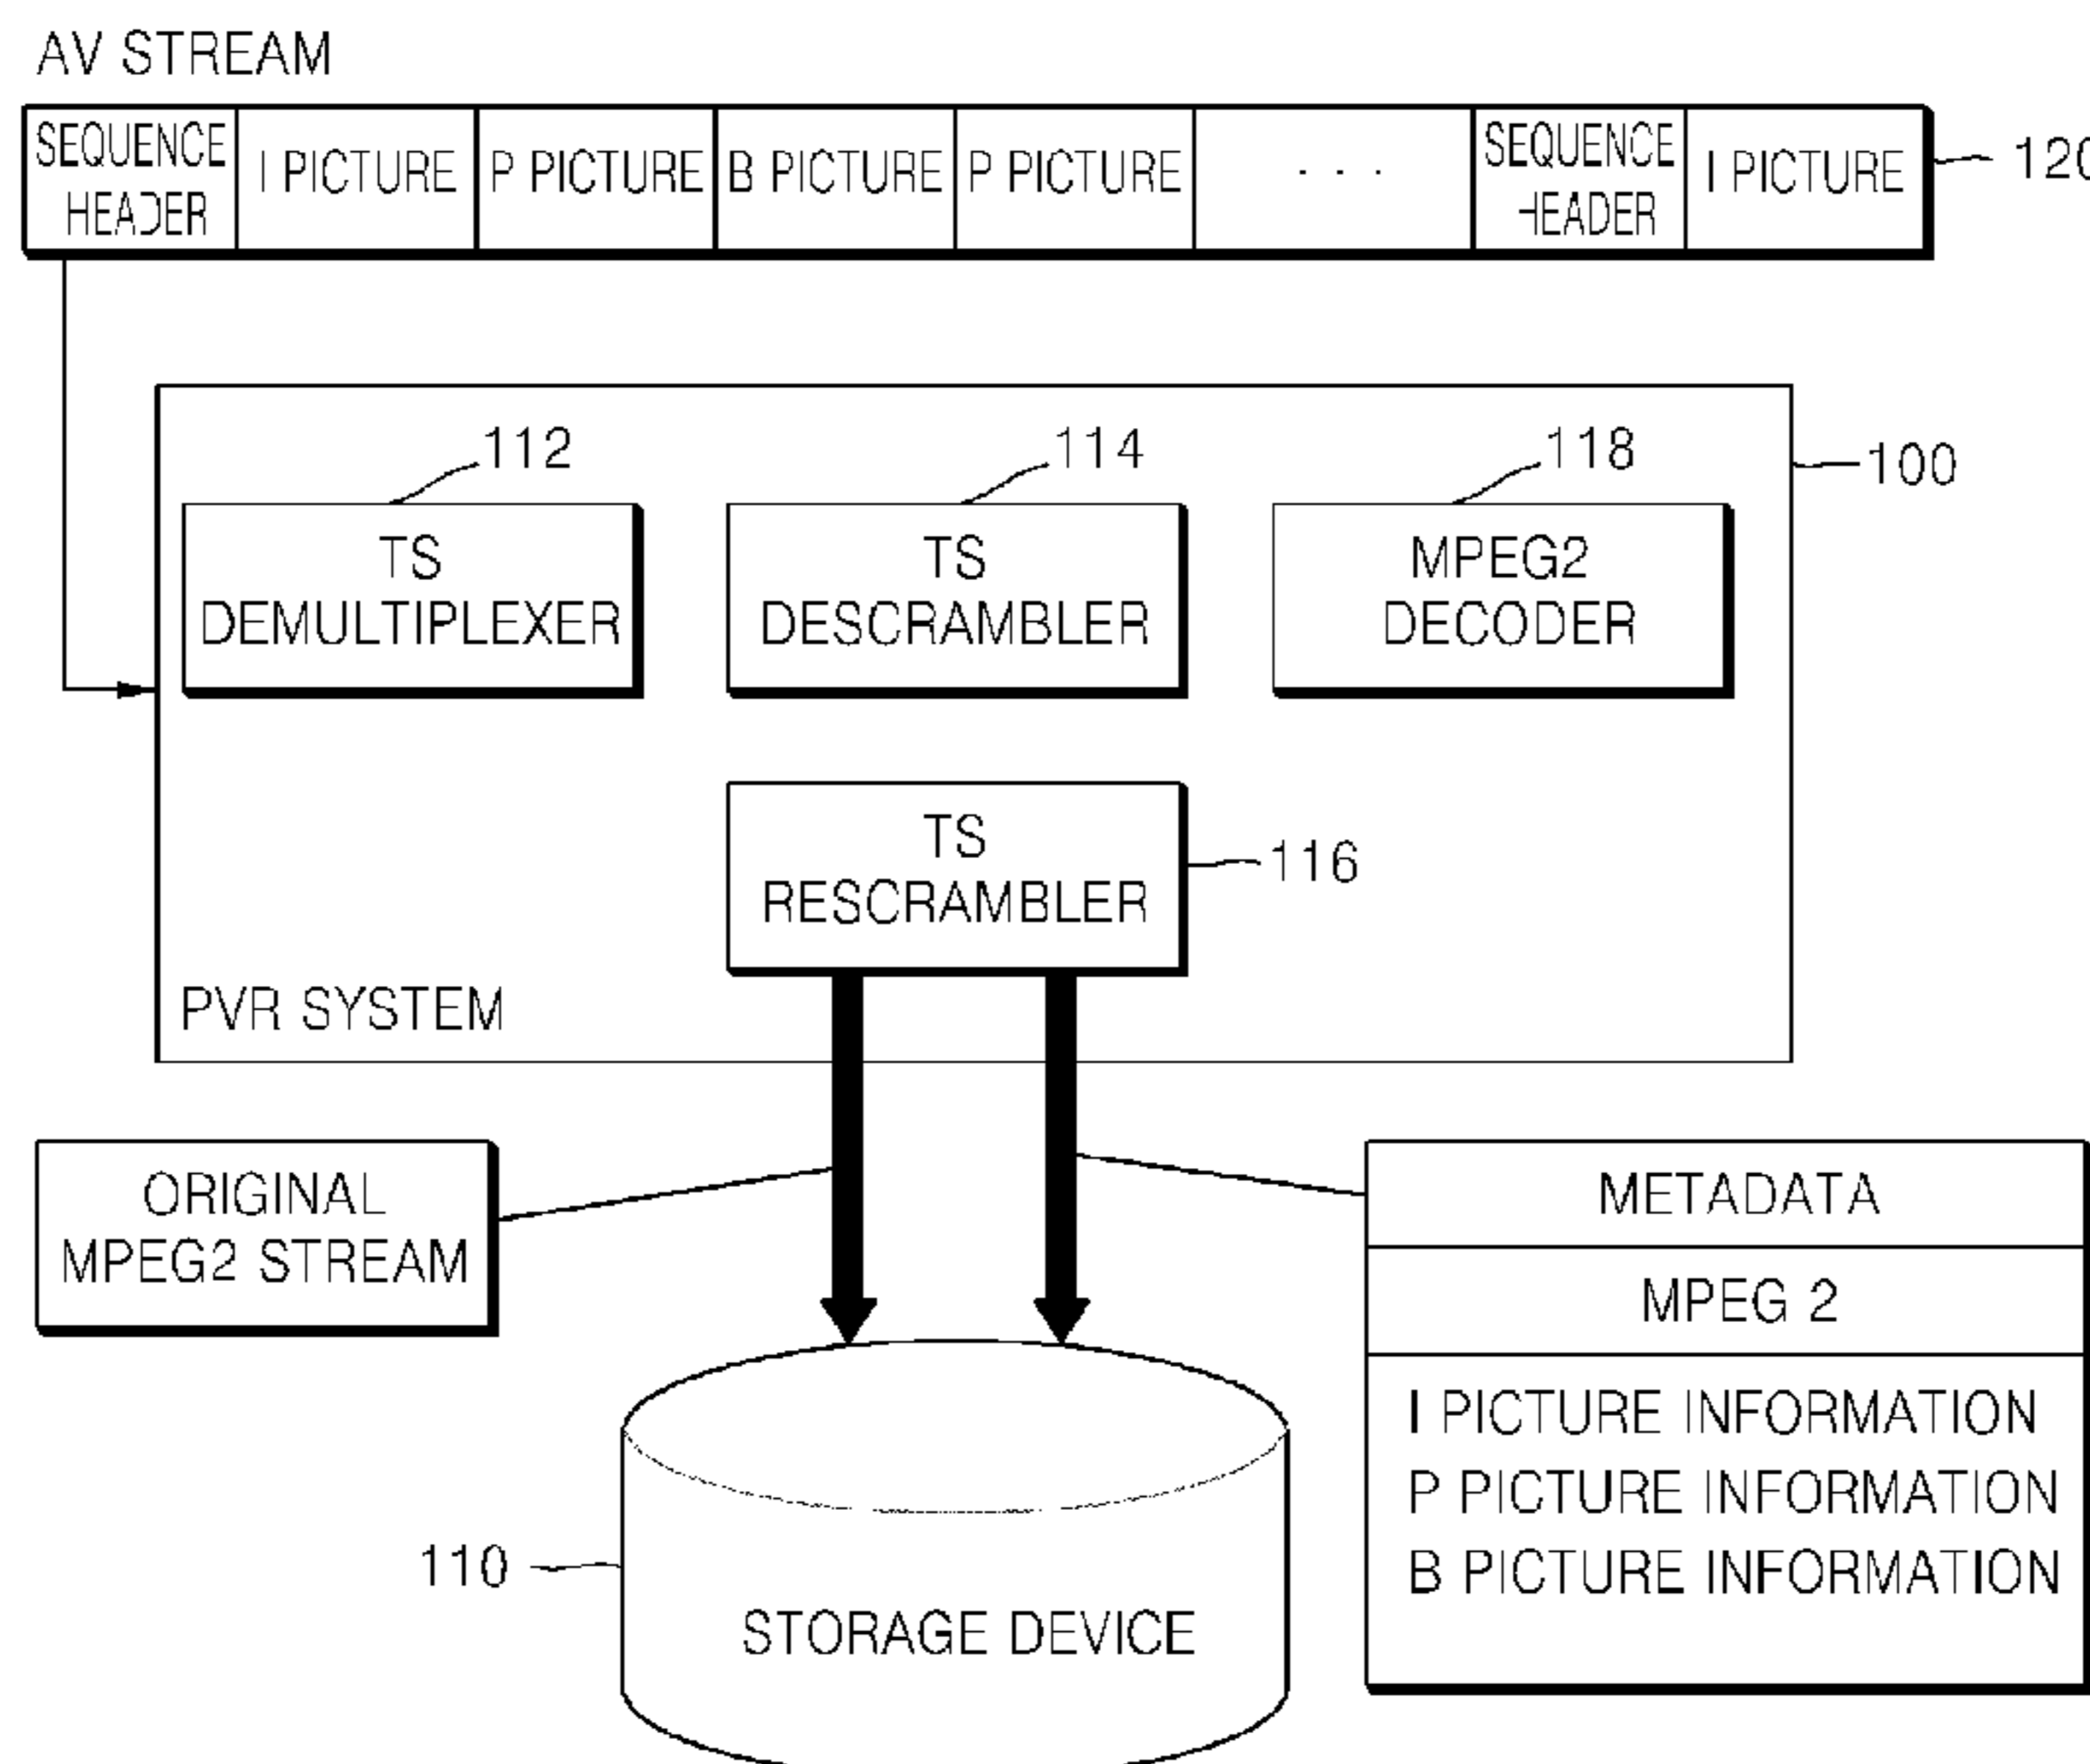 AV STREAM
SEQUENCE HEADER
I PICTURE
P PICTURE
B PICTURE
P PICTURE
. . .
SEQUENCE HEADER
I PICTURE
120
112
114
118
100
TS
DEMULTIPLEXER
TS
DESCRAMBLER
MPEG2
DECODER
TS
RESCRAMBLER
116
PVR SYSTEM
ORIGINAL
MPEG2 STREAM
METADATA
MPEG 2
I PICTURE INFORMATION
P PICTURE INFORMATION
B PICTURE INFORMATION
110
STORAGE DEVICE